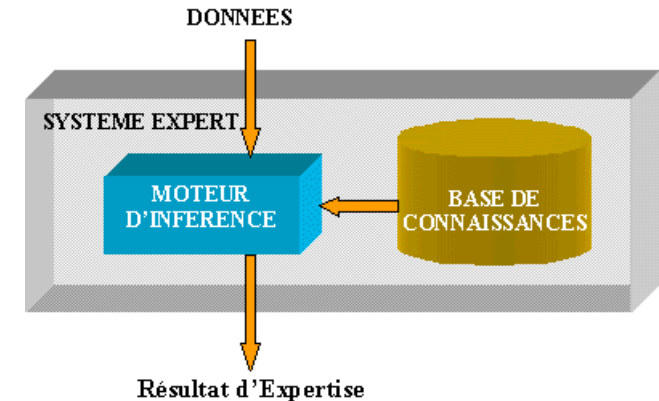 DONNEES
SYSTEME EXPERT
MOTEUR
D'INFERENCE
BASE DE
CONNAISSANCES
Résultat d'Expertise